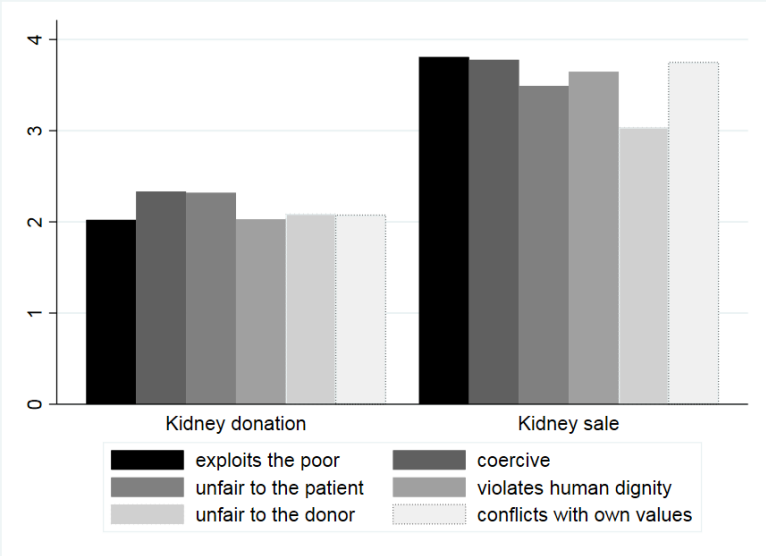 4
3
2
1
0
Kidney donation Kidney sale
exploits the poor coercive
unfair to the patient violates human dignity
unfair to the donor conflicts with own values